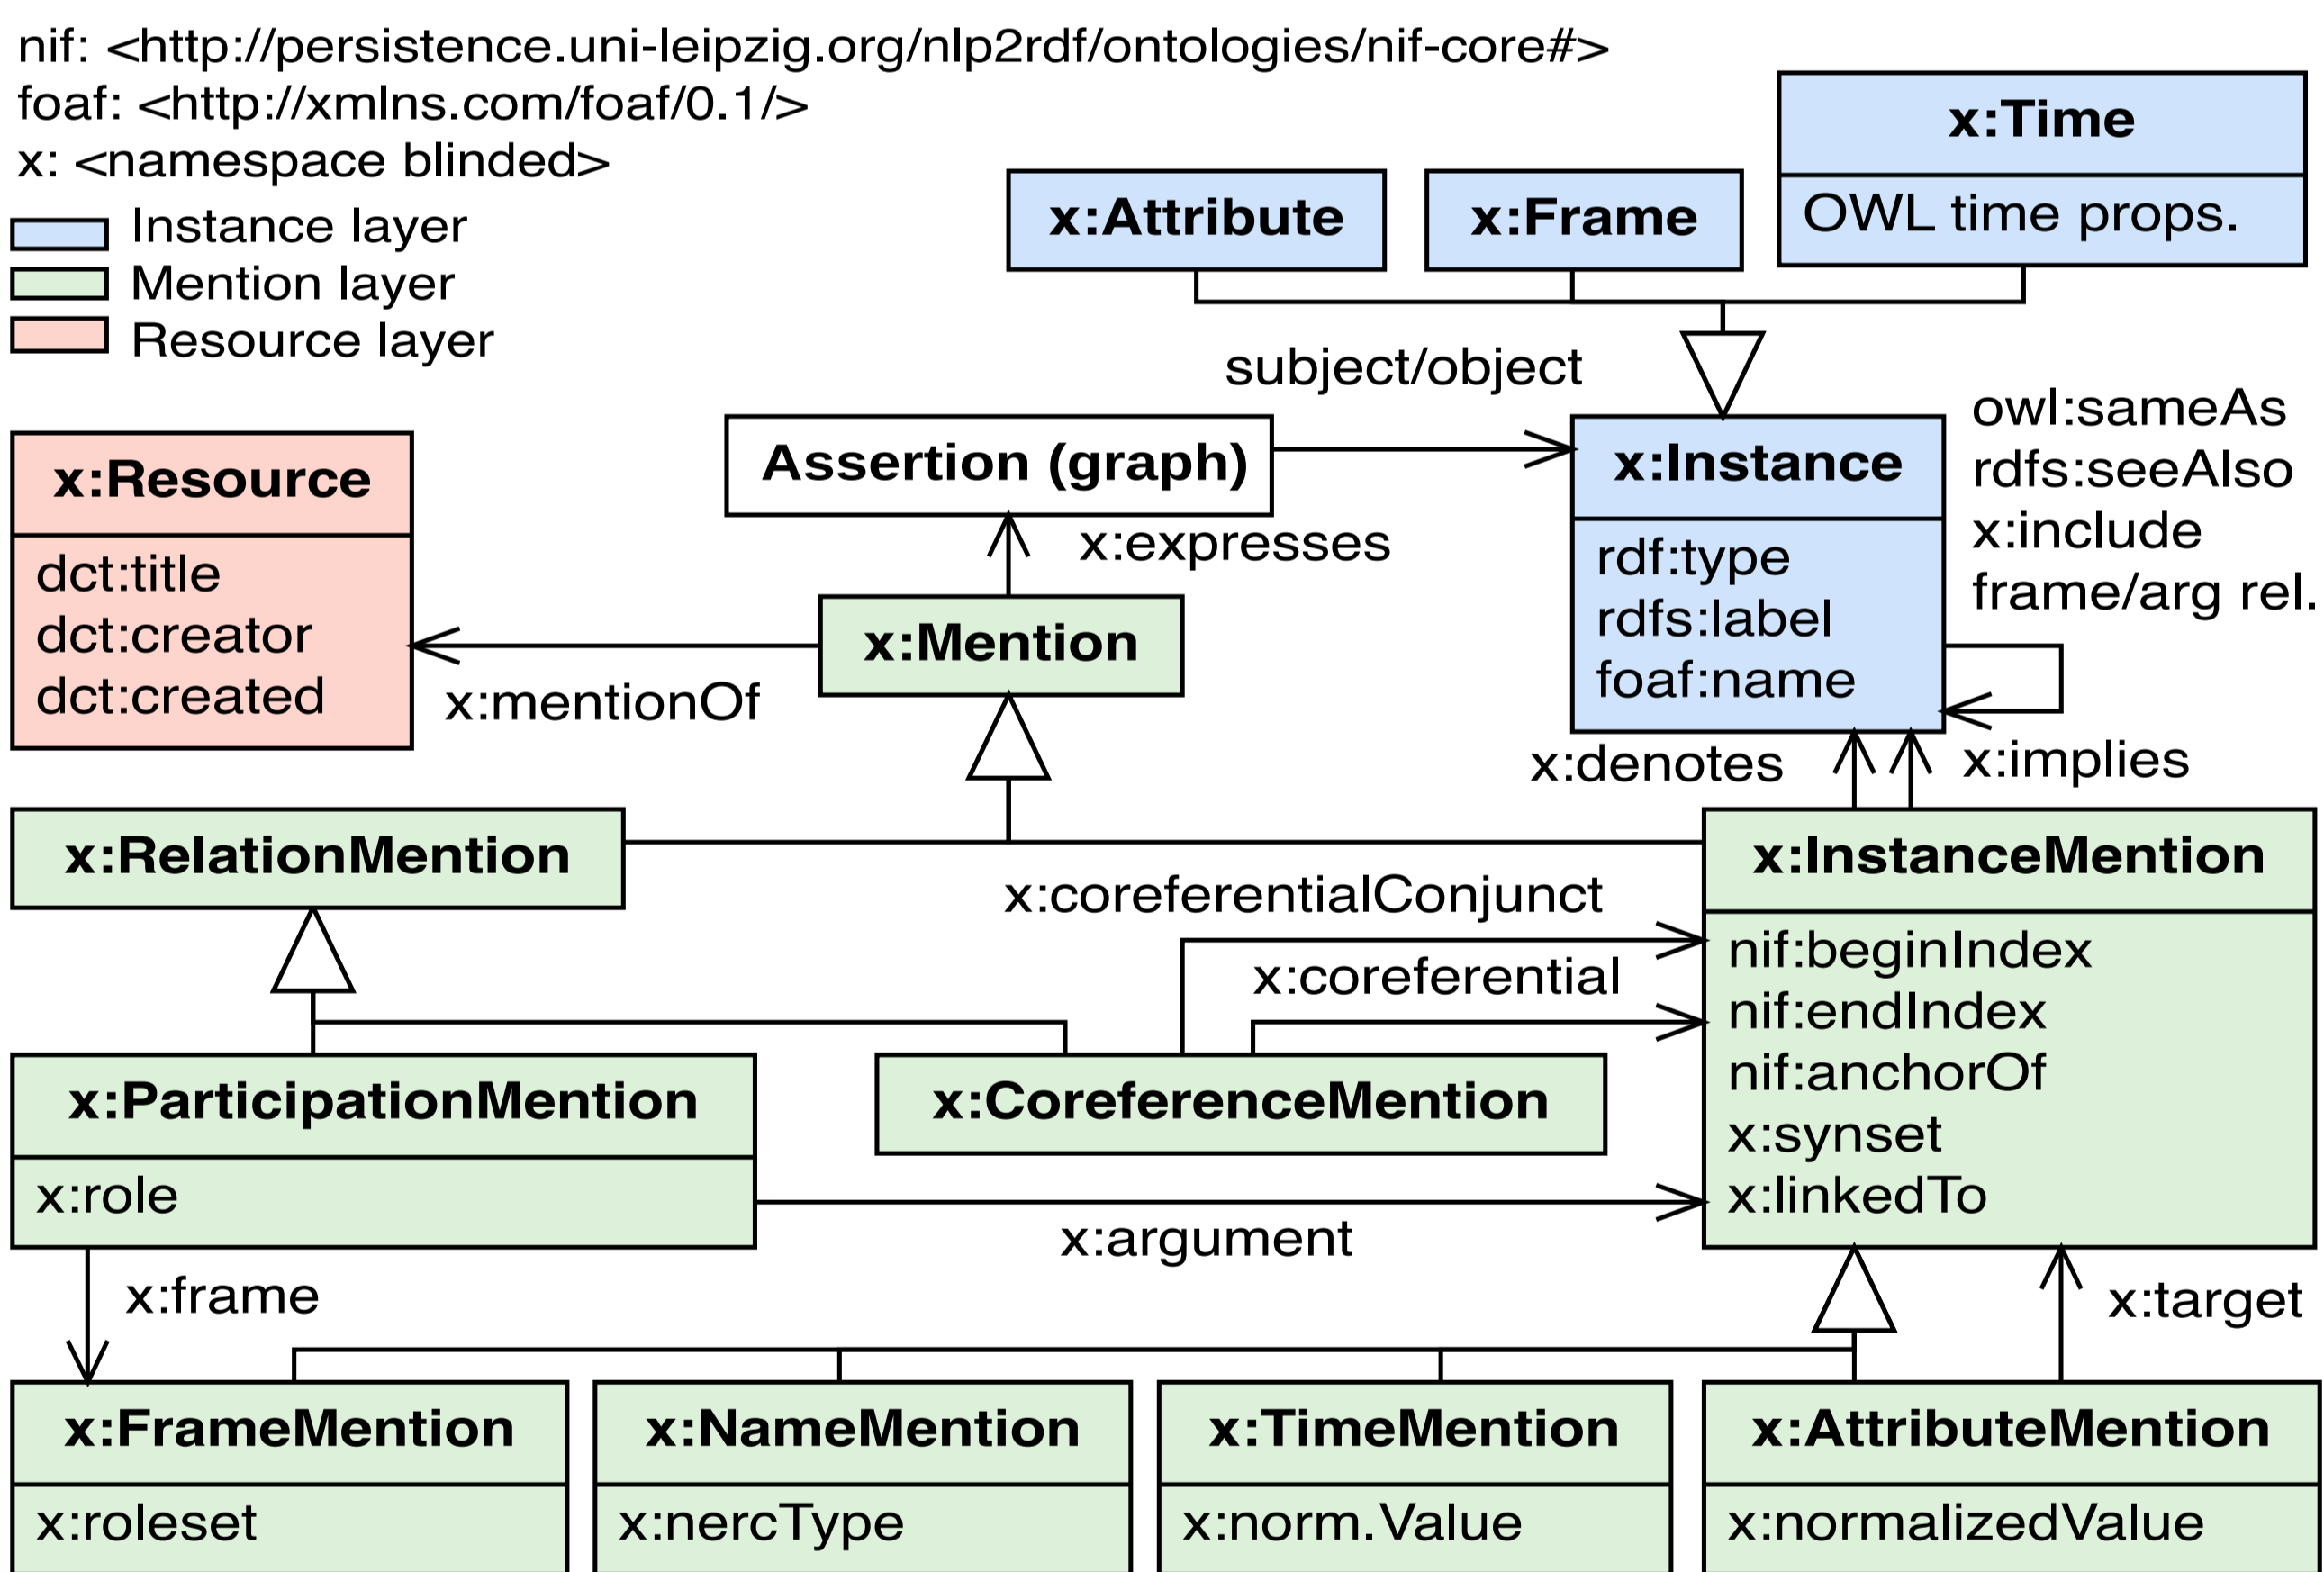 nif: <http://persistence.uni-leipzig.org/nlp2rdf/ontologies/nif-core#>
foaf: <http://xmlns.com/foaf/0.1/>
x: <namespace blinded>
Instance layer
Mention layer
Resource layer
x:Time
OWL time props.
x:Attribute
x:Frame
subject/object
x:Resource
dct:title
dct:creator
dct:created
Assertion (graph)
x:Instance
rdf:type
rdfs:label
foaf:name
owl:sameAs
rdfs:seeAlso
x:include
frame/arg rel.
x:expresses
x:Mention
x:mentionOf
x:denotes
x:implies
x:RelationMention
x:InstanceMention
nif:beginIndex
nif:endIndex
nif:anchorOf
x:synset
x:linkedTo
x:coreferentialConjunct
x:coreferential
x:ParticipationMention
x:role
x:CoreferenceMention
x:argument
x:frame
x:target
x:FrameMention
x:roleset
x:NameMention
x:nercType
x:TimeMention
x:norm.Value
x:AttributeMention
x:normalizedValue